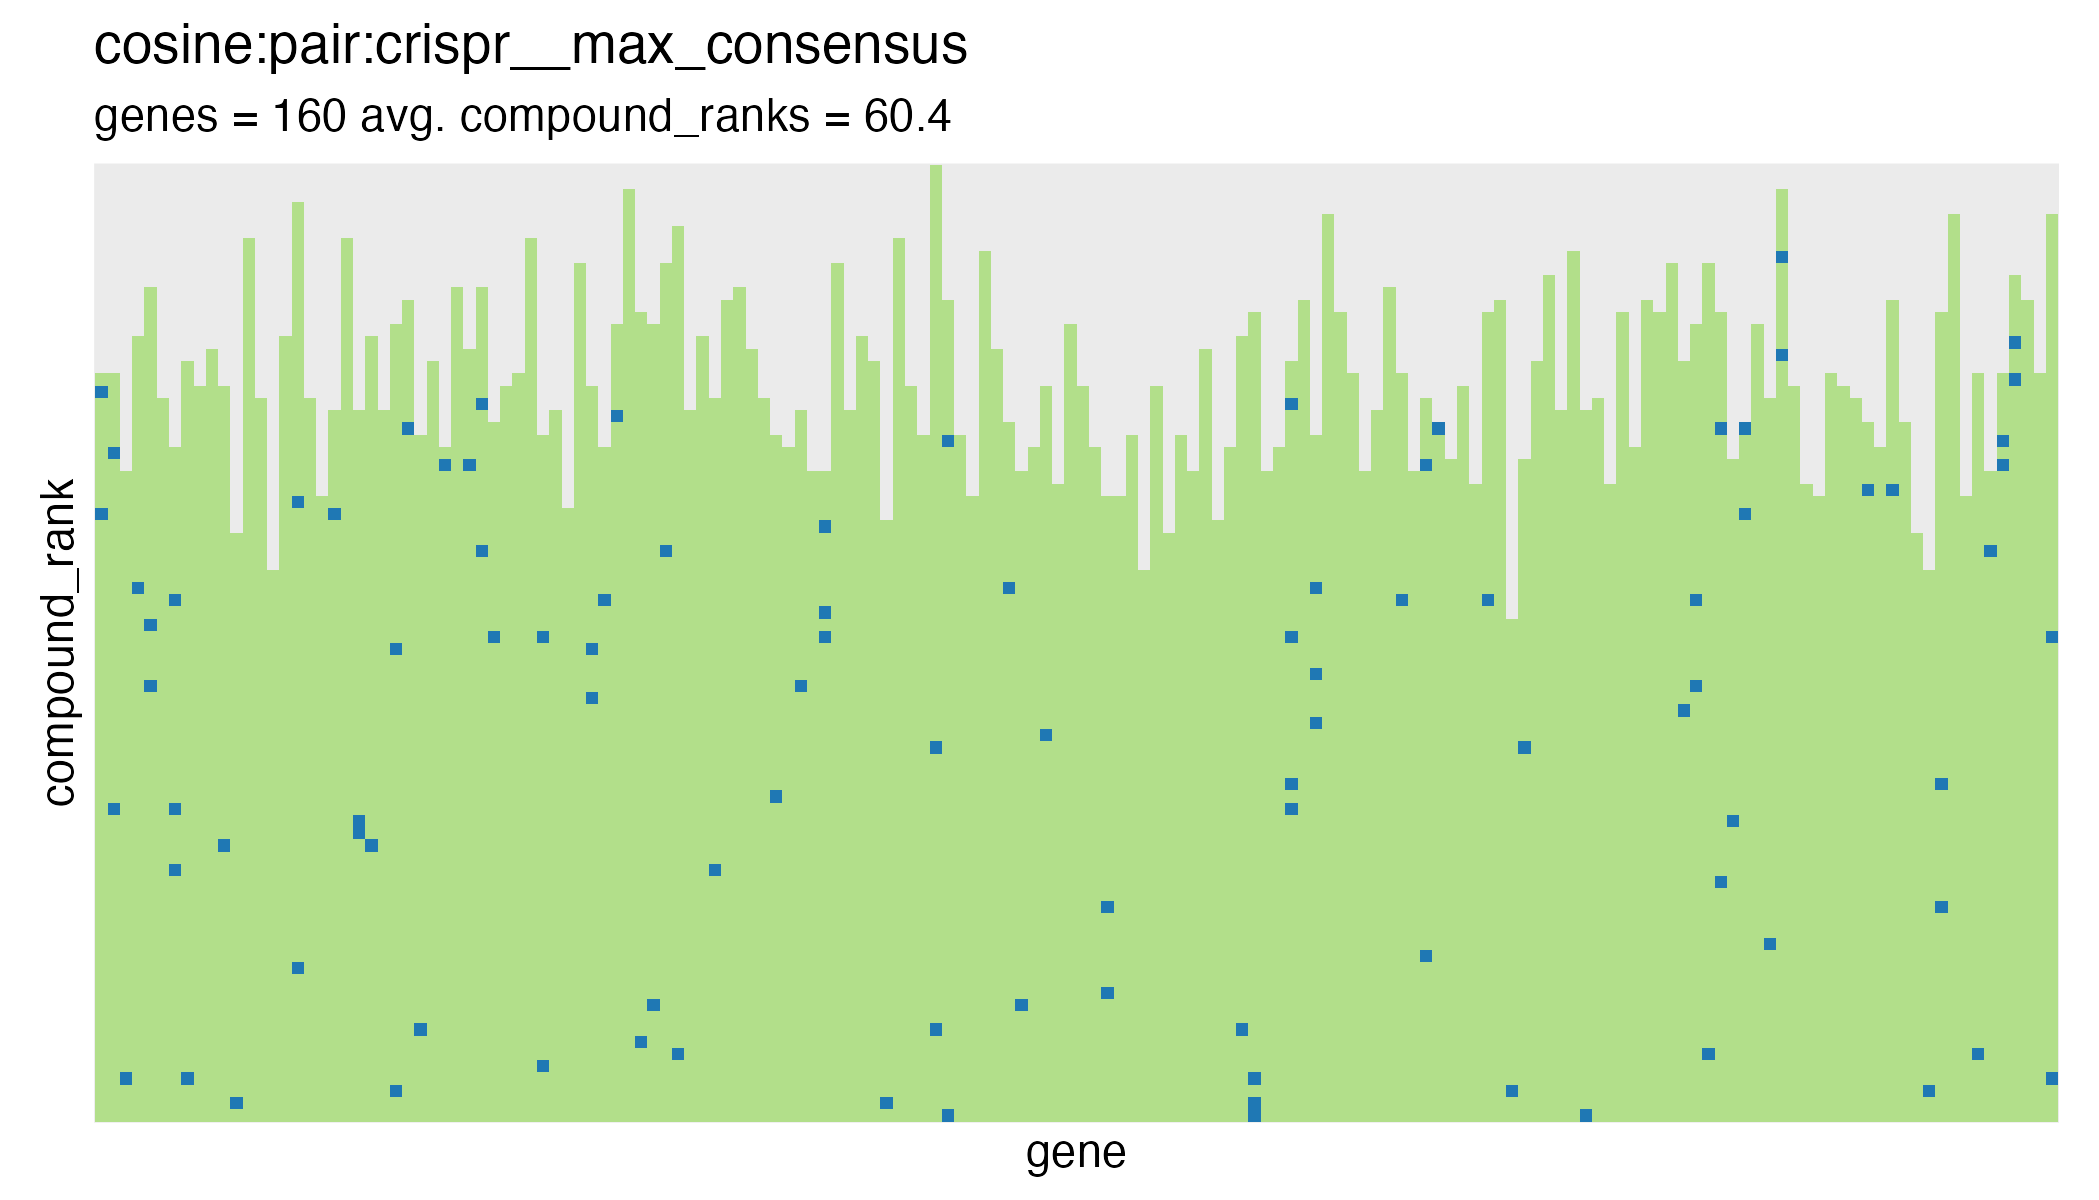 cosine:pair:crispr__max_consensus
genes = 160 avg. compound_ranks = 60.4
compound_rank
gene